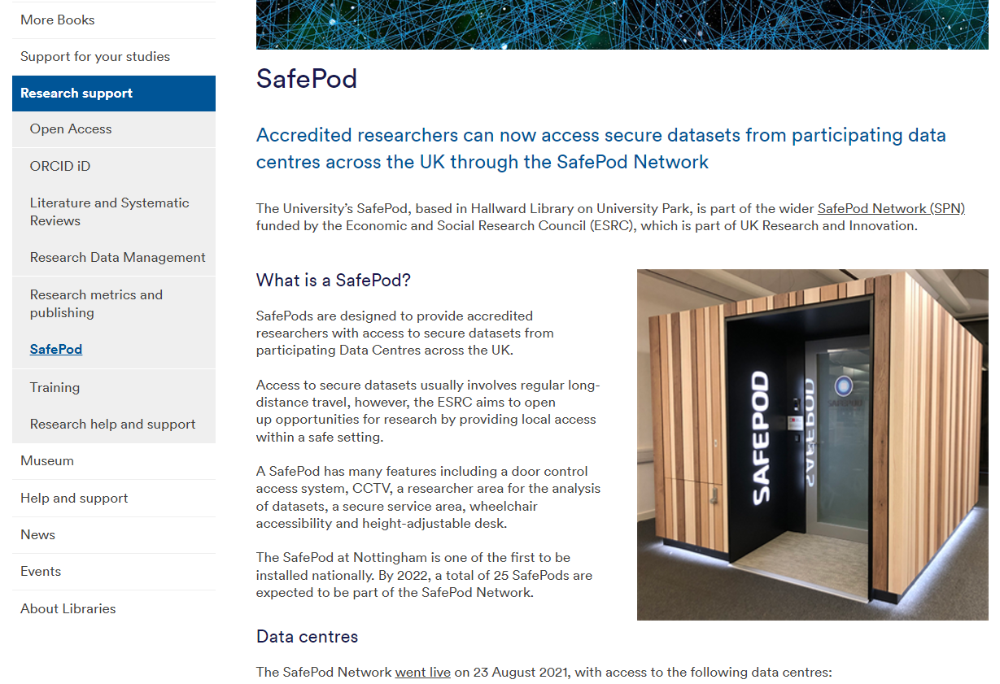 More Books
Support for your studies
Research support
Open Access
ORCID iD
Literature and Systematic
Reviews
Research Data Management
Research metrics and
publishing
SafePod
Training
Research help and support
Museum
Help and support
News
Events
About Libraries
SafePod
Accredited researchers can now access secure datasets from participating data
centres across the UK through the SafePod Network
The University’s SafePod, based in Hallward Library on University Park, is part of the wider SafePod Network (SPN)
funded by the Economic and Social Research Council (ESRC), which is part of UK Research and Innovation.
What is a SafePod?
SafePods are designed to provide accredited
researchers with access to secure datasets from
participating Data Centres across the UK.
Access to secure datasets usually involves regular long-
distance travel, however, the ESRC aims to open
up opportunities for research by providing local access
within a safe setting.
A SafePod has many features including a door control
access system, CCTV, a researcher area for the analysis
of datasets, a secure service area, wheelchair
accessibility and height-adjustable desk.
The SafePod at Nottingham is one of the first to be
installed nationally. By 2022, a total of 25 SafePods are
expected to be part of the SafePod Network.
SAFEPOD
SAFEPOD
Data centres
The SafePod Network went live on 23 August 2021, with access to the following data centres: